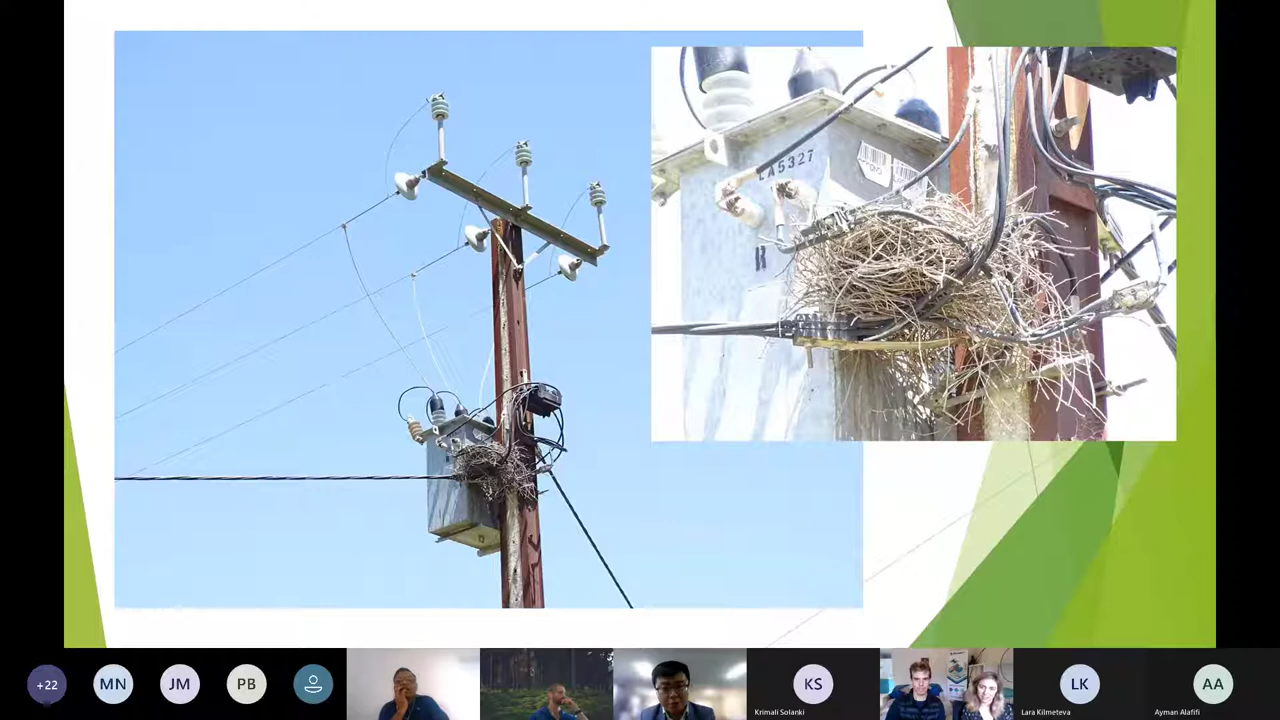 LA5327
R
+22
MN
JM
PB
KS
Krimali Solanki
LK
Lara Kilmeteva
AA
Ayman Alafifi